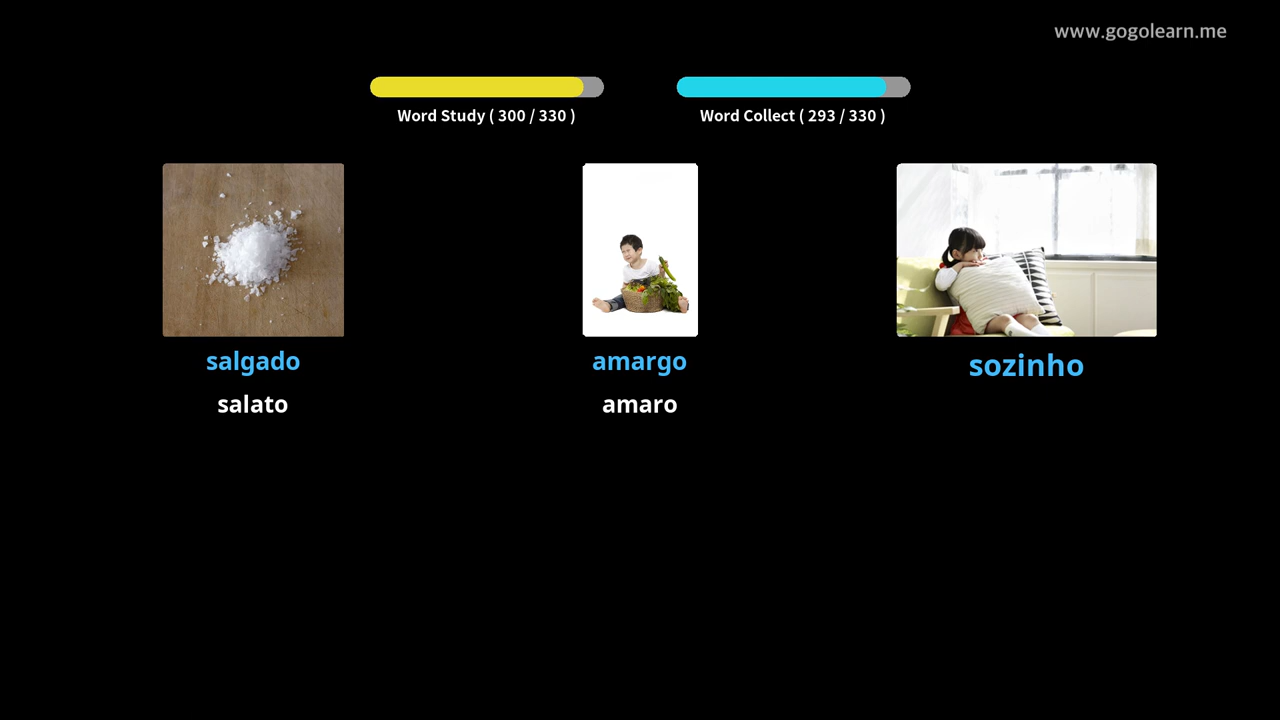 www.gogolearn.me
Word Study ( 300 / 330 )
Word Collect ( 293 / 330 )
salgado
salato
amargo
amaro
sozinho